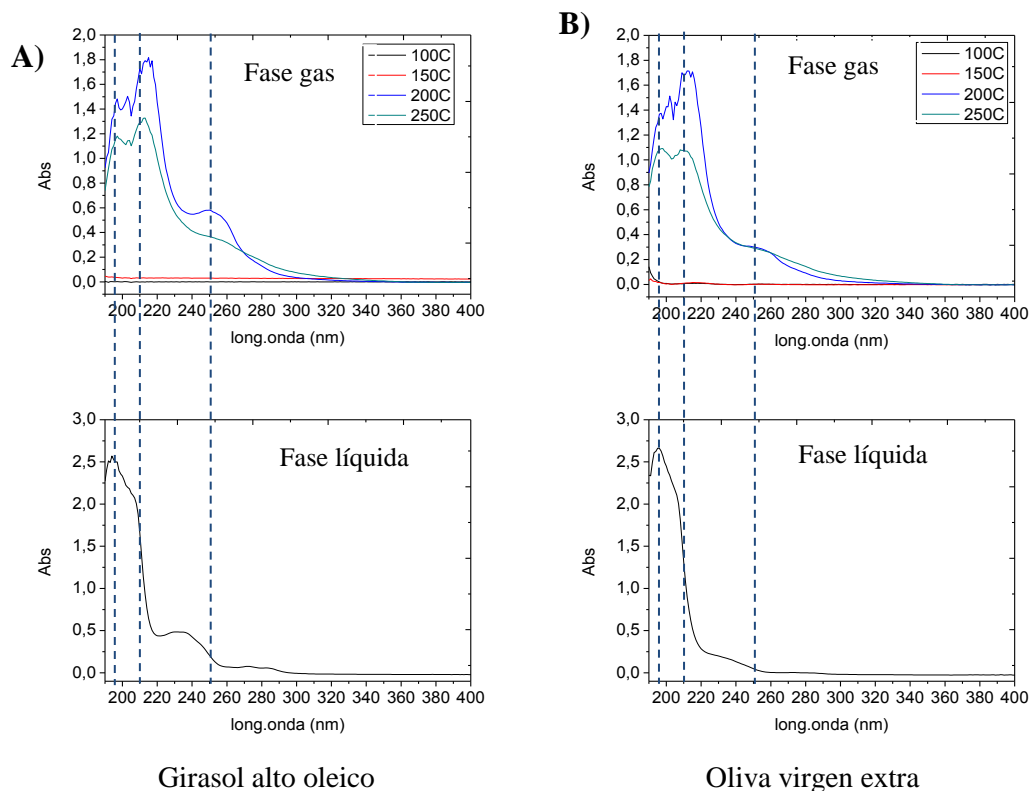 A)
Fase gas
100C
150C
200C
250C
2,0
1,8
1,6
1,4
1,2
1,0
0,8
0,6
0,4
0,2
0,0
Abs
200 220 240 260 280 300 320 340 360 380 400
long.onda (nm)
B)
Fase gas
100C
150C
200C
250C
2,0
1,8
1,6
1,4
1,2
1,0
0,8
0,6
0,4
0,2
0,0
Abs
200 220 240 260 280 300 320 340 360 380 400
long.onda (nm)
Fase líquida
3,0
2,5
2,0
1,5
1,0
0,5
0,0
Abs
200 220 240 260 280 300 320 340 360 380 400
long.onda (nm)
Fase líquida
3,0
2,5
2,0
1,5
1,0
0,5
0,0
Abs
200 220 240 260 280 300 320 340 360 380 400
long.onda (nm)
Girasol alto oleico
Oliva virgen extra